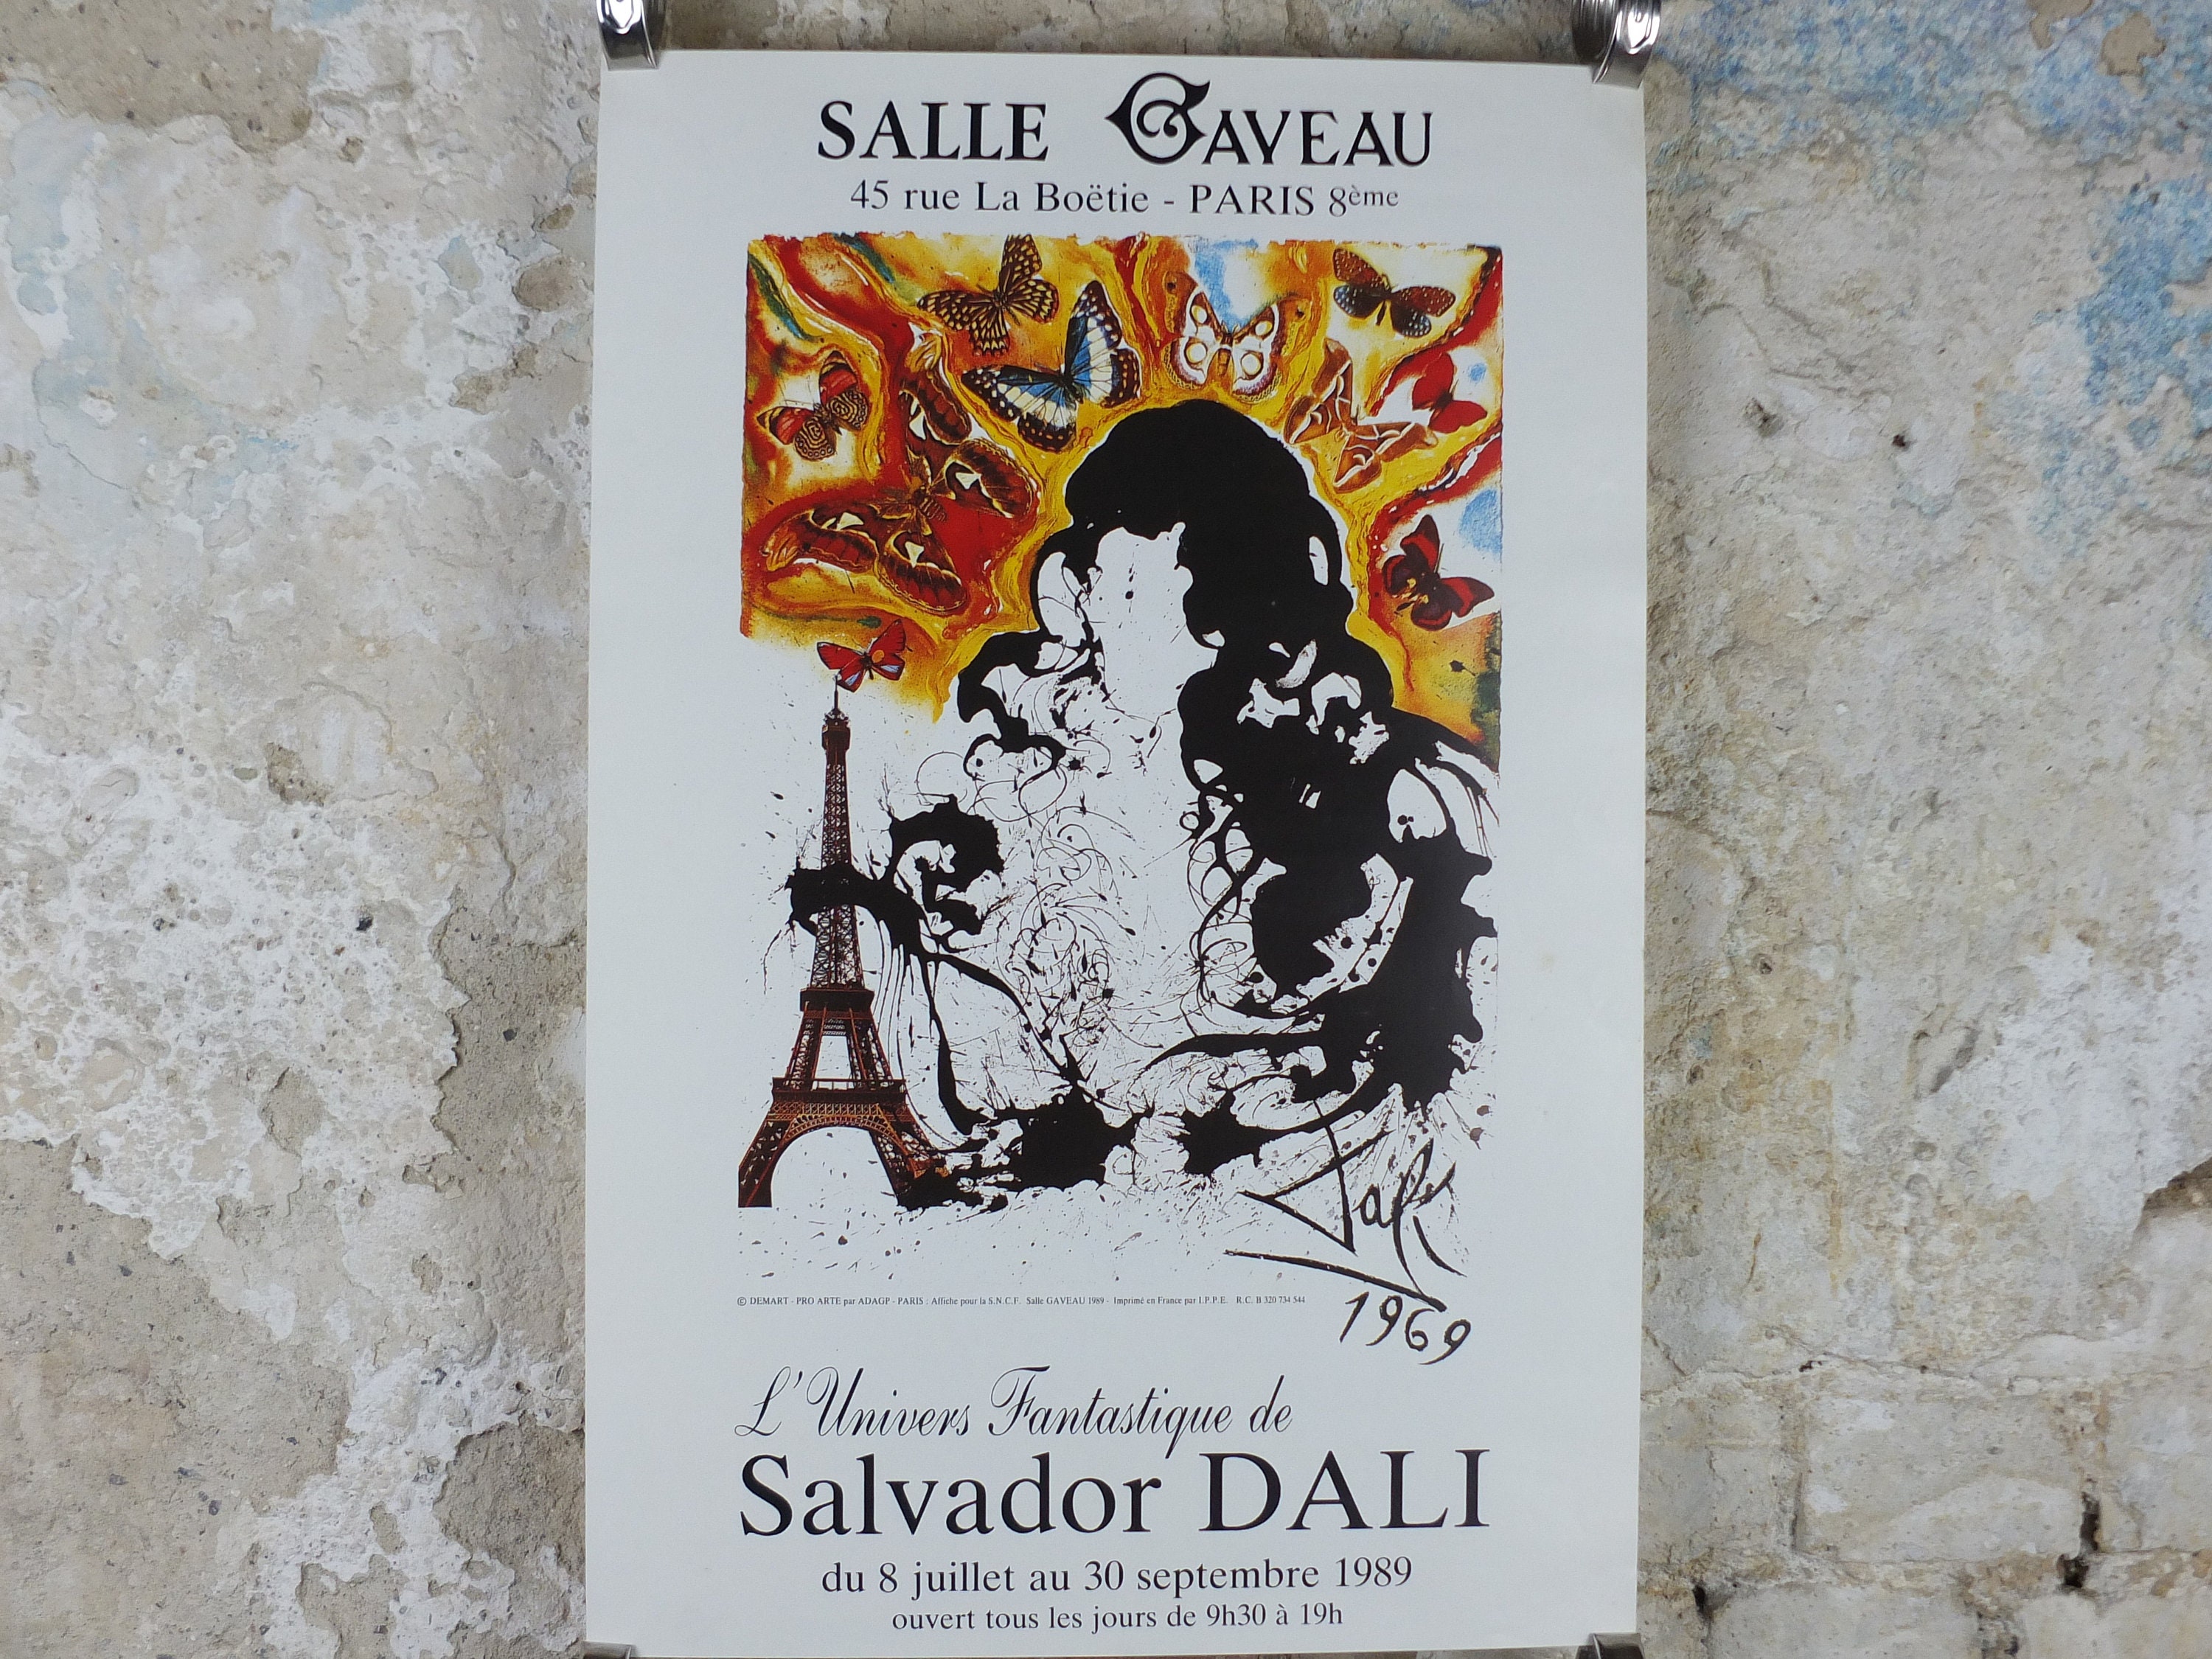 SALLE GAVEAU
45 rue La Boëtie - PARIS 8ème
Dalí
1969
© DEMART - PRO ARTE par ADAGP - PARIS : Affiche pour la S.N.C.F. Salle GAVEAU 1989 - Imprimé en France par I.P.P.E. R.C. B 320 734 544
L'Univers Fantastique de
Salvador DALI
du 8 juillet au 30 septembre 1989
ouvert tous les jours de 9h30 à 19h